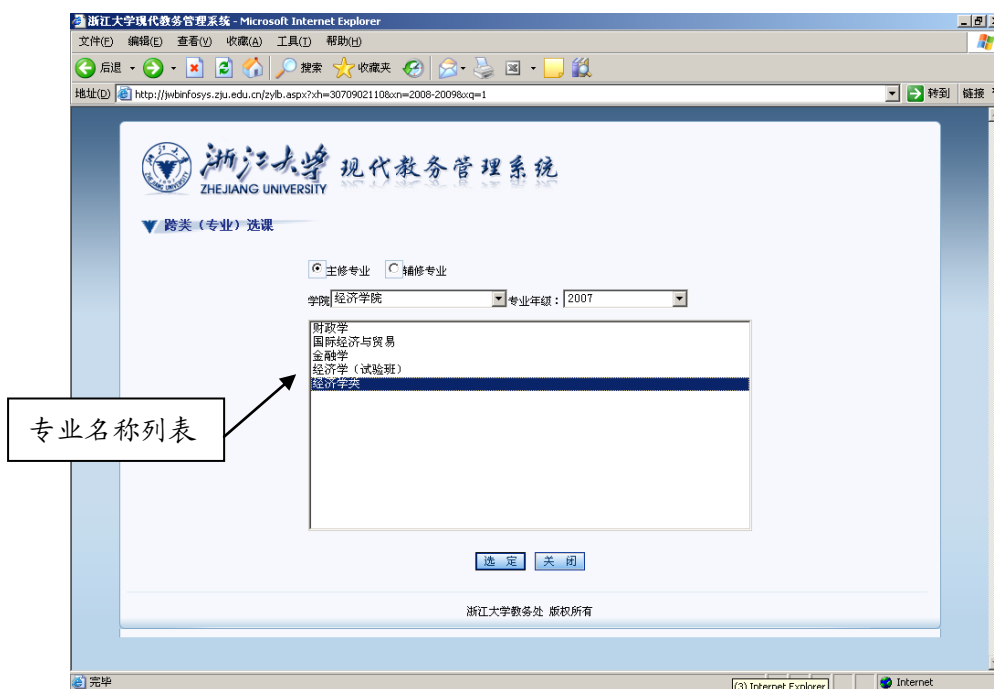 浙江大学现代教务管理系统 - Microsoft Internet Explorer
文件(F) 编辑(E) 查看(V) 收藏(A) 工具(T) 帮助(H)
后退 搜索 收藏夹
地址(D) http://jwbinfosys.zju.edu.cn/zylb.aspx?xh=3070902110&xn=2008-2009&xq=1 转到 链接
浙江大学 现代教务管理系统
ZHEJIANG UNIVERSITY
跨类（专业）选课
主修专业 辅修专业
学院 经济学院 专业年级： 2007
财政学
国际经济与贸易
金融学
经济学（试验班）
经济学类
专业名称列表
选 定 关 闭
浙江大学教务处 版权所有
完毕 (3) Internet Explorer Internet